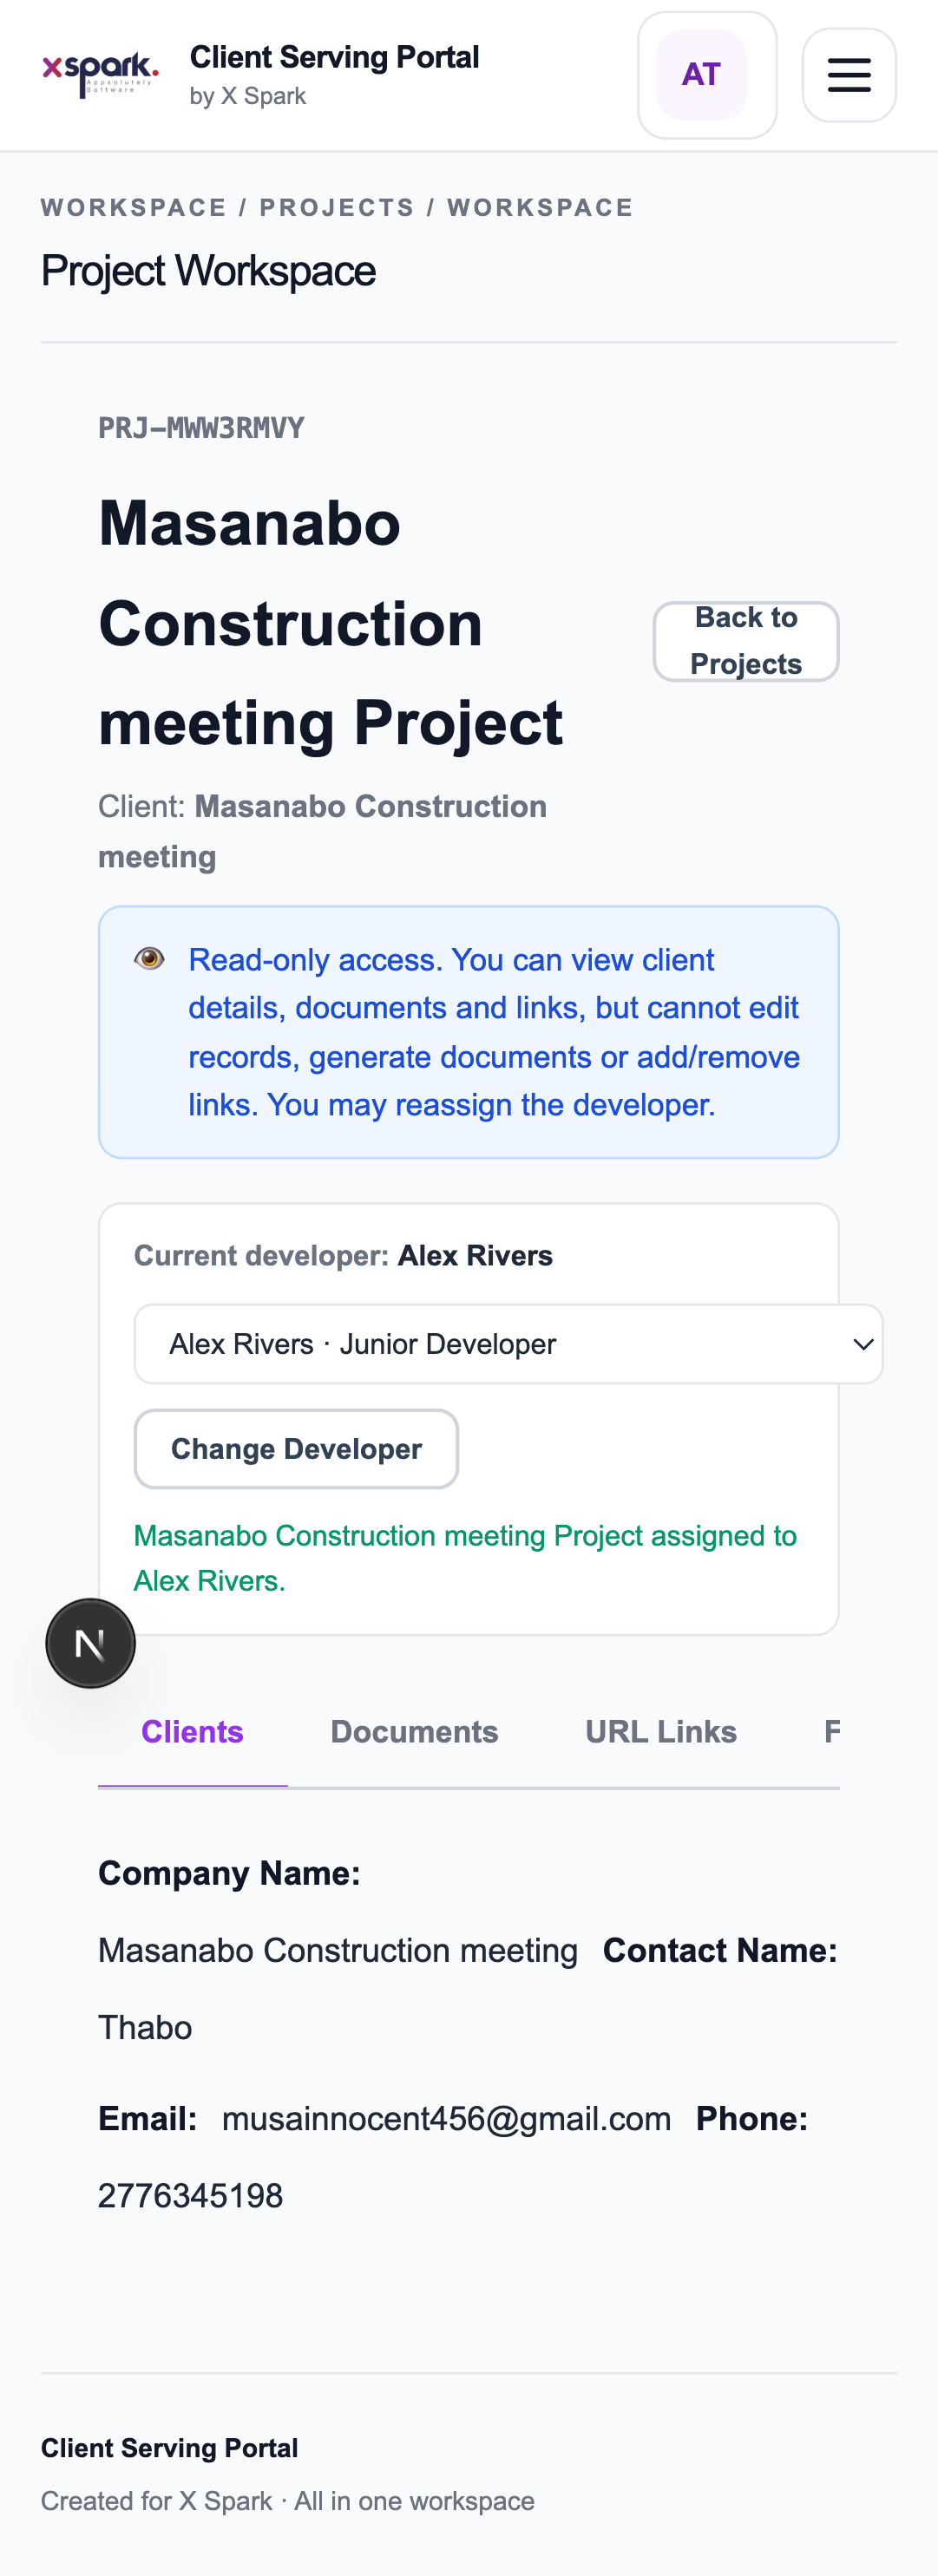 xspark.
Appsolutely
Software
Client Serving Portal
by X Spark
AT
WORKSPACE / PROJECTS / WORKSPACE
Project Workspace
PRJ-MWW3RMVY
Masanabo
Construction
meeting Project
Back to
Projects
Client: Masanabo Construction
meeting
Read-only access. You can view client
details, documents and links, but cannot edit
records, generate documents or add/remove
links. You may reassign the developer.
Current developer: Alex Rivers
Alex Rivers · Junior Developer
Change Developer
Masanabo Construction meeting Project assigned to
Alex Rivers.
N
Clients Documents URL Links F
Company Name:
Masanabo Construction meeting Contact Name:
Thabo
Email: musainnocent456@gmail.com Phone:
2776345198
Client Serving Portal
Created for X Spark · All in one workspace